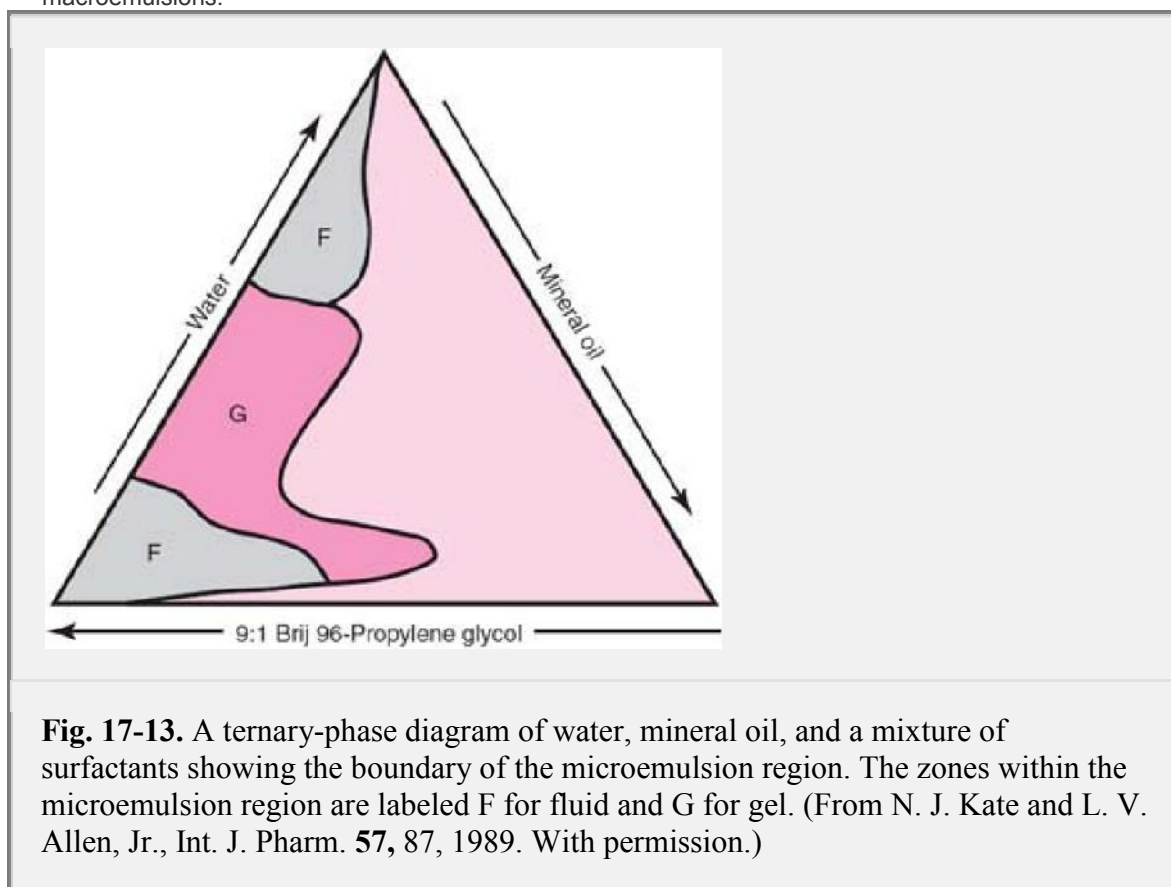 macroemulsions.
F
Water
Mineral oil
G
F
9:1 Brij 96-Propylene glycol
Fig. 17-13. A ternary-phase diagram of water, mineral oil, and a mixture of
surfactants showing the boundary of the microemulsion region. The zones within the
microemulsion region are labeled F for fluid and G for gel. (From N. J. Kate and L. V.
Allen, Jr., Int. J. Pharm. 57, 87, 1989. With permission.)